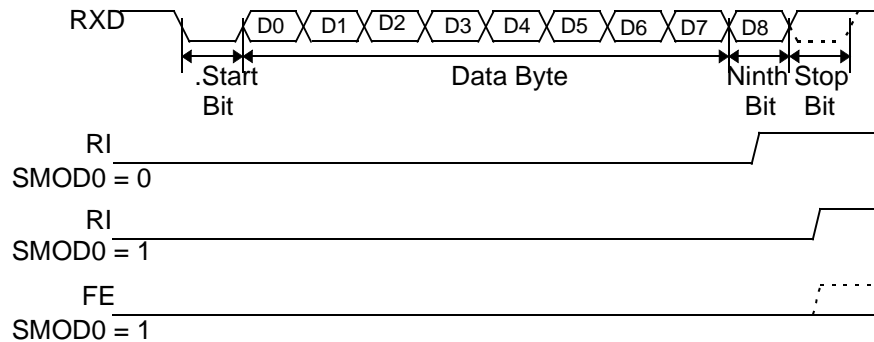 RXD D0 D1 D2 D3 D4 D5 D6 D7 D8
.Start Data Byte Ninth Stop
Bit Bit Bit
RI
SMOD0 = 0
RI
SMOD0 = 1
FE
SMOD0 = 1